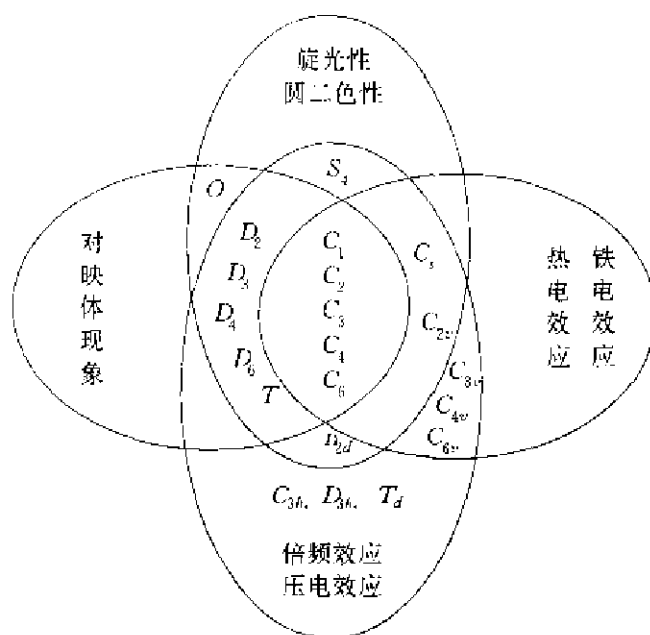 旋光性
圆二色性
S₄
O
D₂
D₃
D₄
D₆
T
C₁
C₂
C₃
C₄
C₆
Cₛ
C₂ᵥ
C₃ᵥ
C₄ᵥ
C₆ᵥ
D₂d
对映体现象
热电效应
铁电效应
C₃ₕ、D₃ₕ、T_d
倍频效应
压电效应